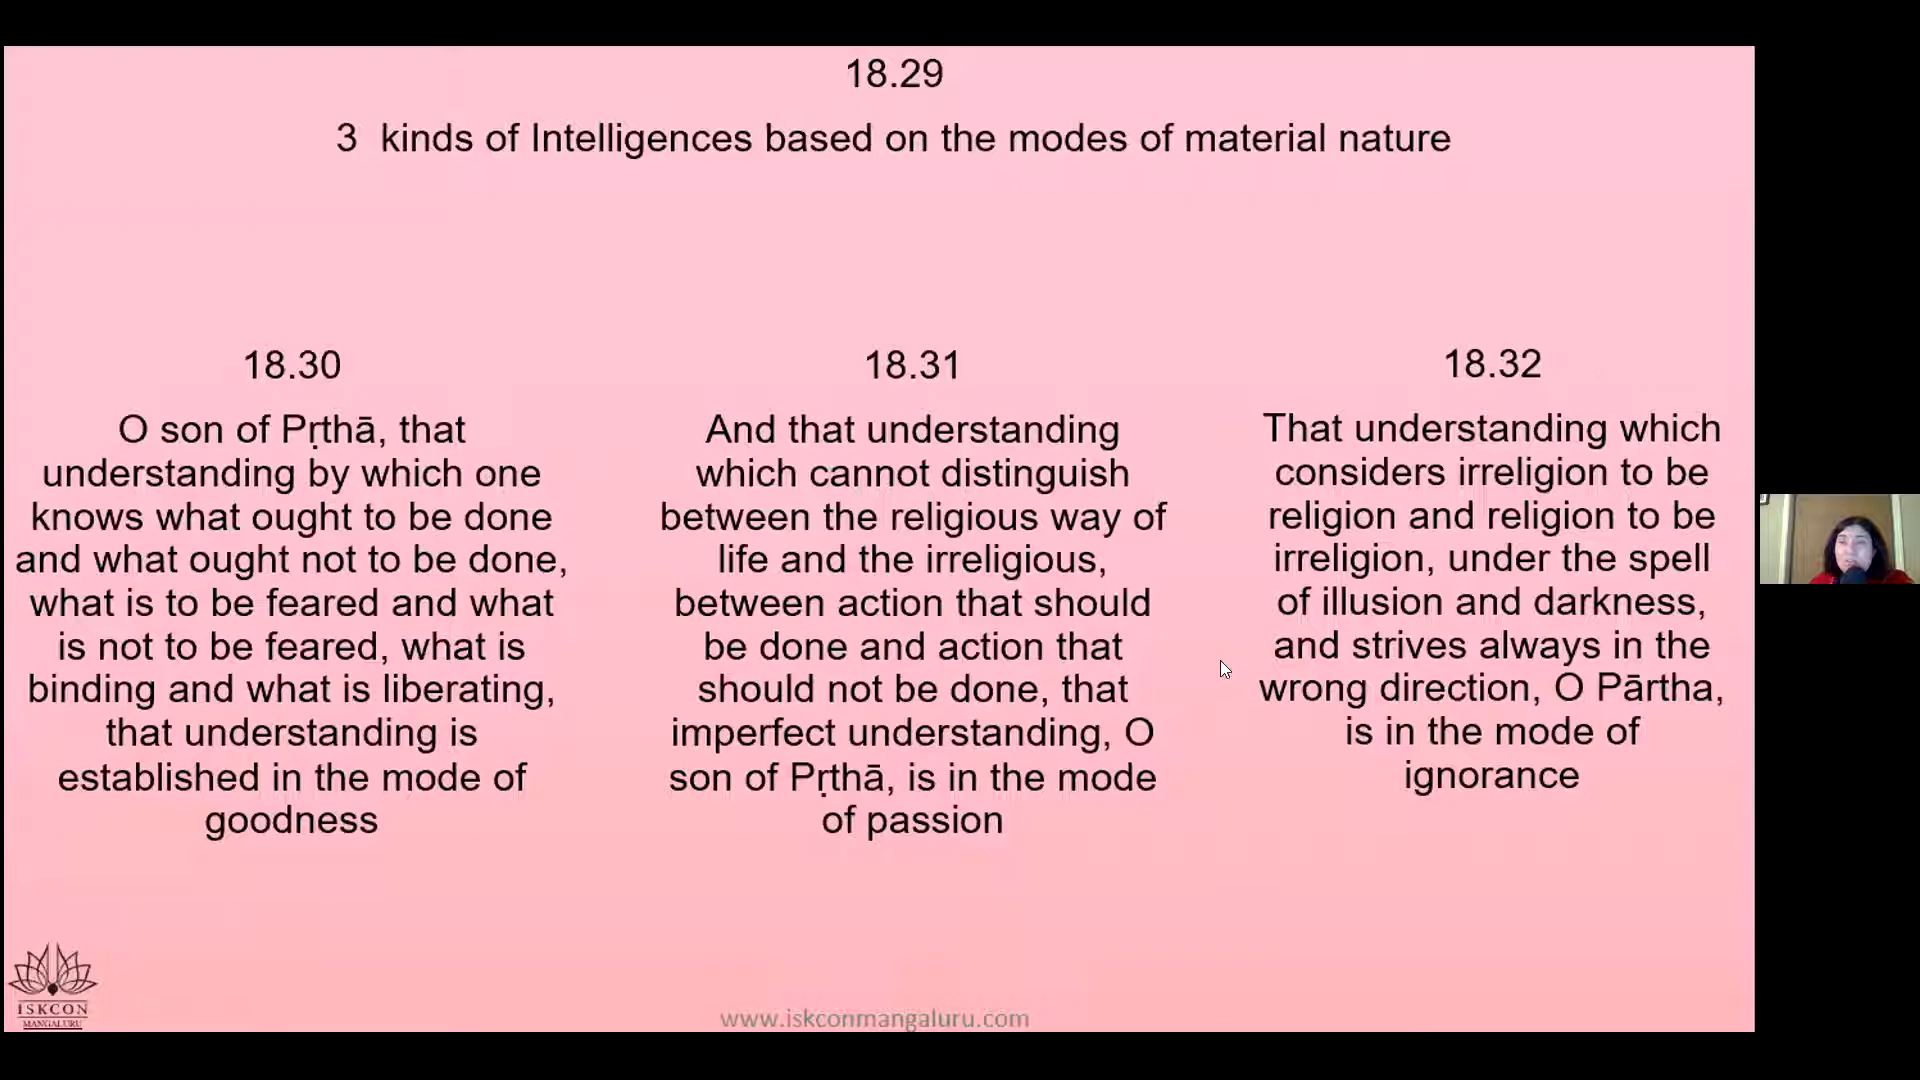 18.29
3 kinds of Intelligences based on the modes of material nature
18.30
O son of Pṛthā, that
understanding by which one
knows what ought to be done
and what ought not to be done,
what is to be feared and what
is not to be feared, what is
binding and what is liberating,
that understanding is
established in the mode of
goodness
18.31
And that understanding
which cannot distinguish
between the religious way of
life and the irreligious,
between action that should
be done and action that
should not be done, that
imperfect understanding, O
son of Pṛthā, is in the mode
of passion
18.32
That understanding which
considers irreligion to be
religion and religion to be
irreligion, under the spell
of illusion and darkness,
and strives always in the
wrong direction, O Pārtha,
is in the mode of
ignorance
ISKCON
MANGALURU
www.iskconmangaluru.com